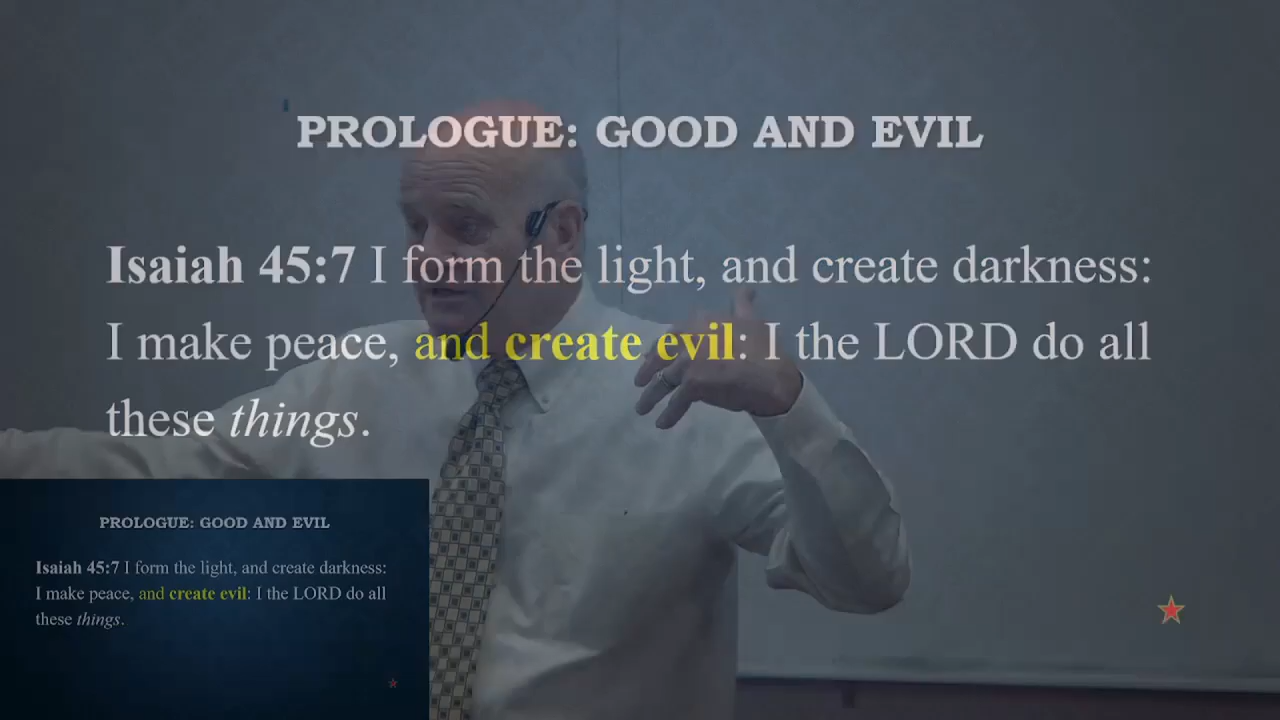 PROLOGUE: GOOD AND EVIL
Isaiah 45:7 I form the light, and create darkness:
I make peace, and create evil: I the LORD do all
these things.
PROLOGUE: GOOD AND EVIL
Isaiah 45:7 I form the light, and create darkness:
I make peace, and create evil: I the LORD do all
these things.